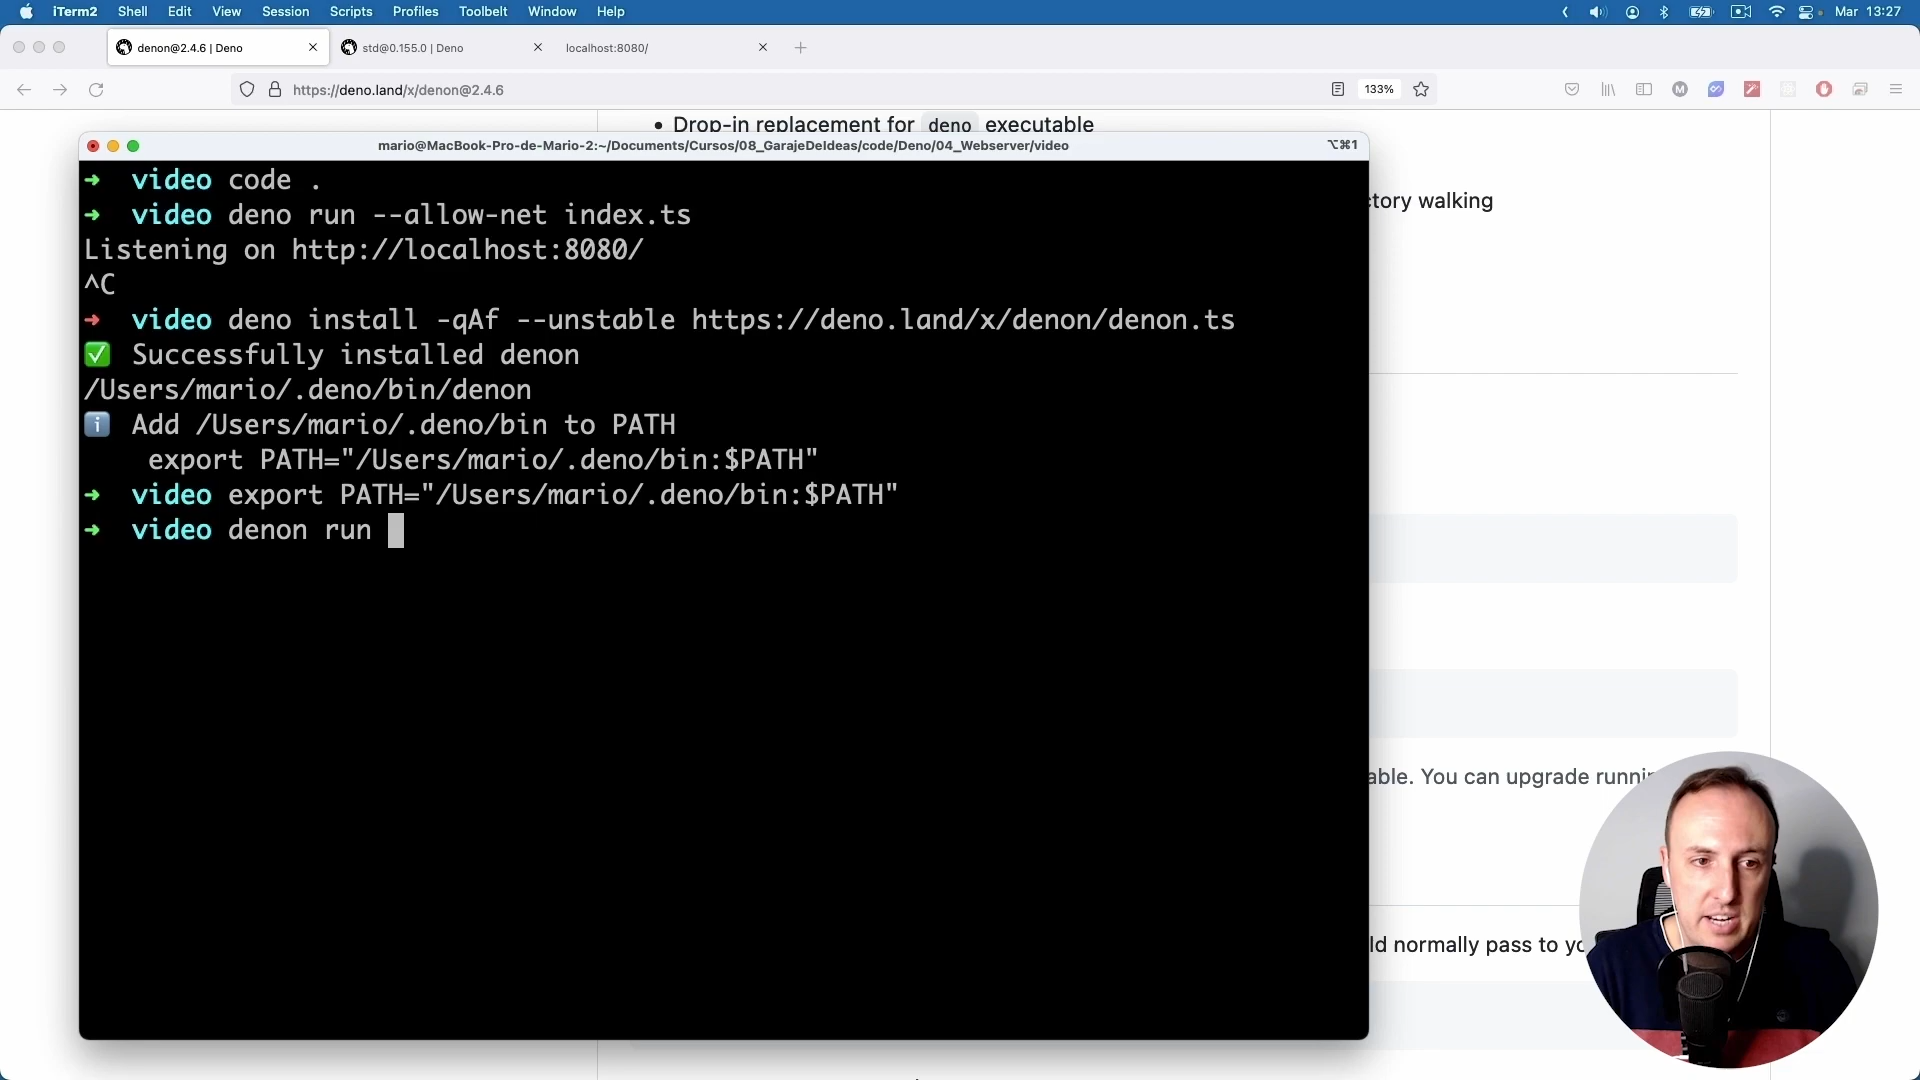 iTerm2 Shell Edit View Session Scripts Profiles Toolbelt Window Help Mar 13:27
denon@2.4.6 | Deno std@0.155.0 | Deno localhost:8080/
https://deno.land/x/denon@2.4.6 133%
Drop-in replacement for deno executable
mario@MacBook-Pro-de-Mario-2:~/Documents/Cursos/08_GarajeDeIdeas/code/Deno/04_Webserver/video ⌥⌘1
➜ video code .
ctory walking
➜ video deno run --allow-net index.ts
Listening on http://localhost:8080/
^C
➜ video deno install -qAf --unstable https://deno.land/x/denon/denon.ts
✅ Successfully installed denon
/Users/mario/.deno/bin/denon
ℹ️ Add /Users/mario/.deno/bin to PATH
export PATH="/Users/mario/.deno/bin:$PATH"
➜ video export PATH="/Users/mario/.deno/bin:$PATH"
➜ video denon run
able. You can upgrade runni
ld normally pass to yo